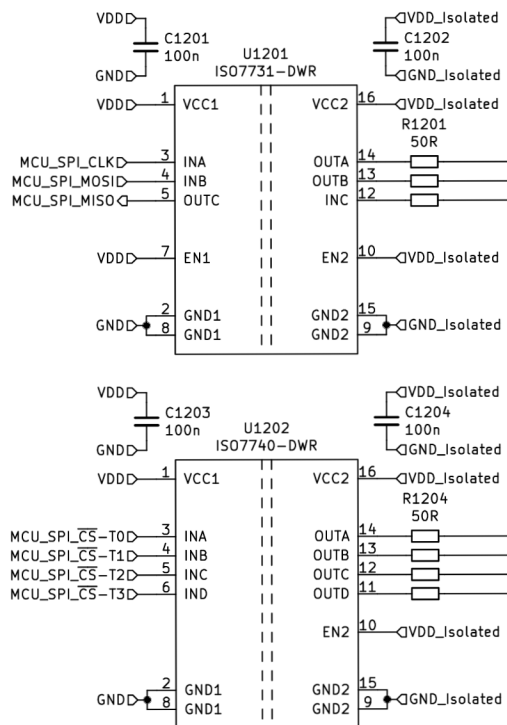 VDD
C1201
100n
GND
U1201
ISO7731-DWR
VDD_Isolated
C1202
100n
GND_Isolated
VDD 1 VCC1 VCC2 16 VDD_Isolated
R1201
50R
MCU_SPI_CLK 3 INA OUTA 14
MCU_SPI_MOSI 4 INB OUTB 13
MCU_SPI_MISO 5 OUTC INC 12
VDD 7 EN1 EN2 10 VDD_Isolated
2 GND1 GND2 15
GND GND_Isolated
8 GND1 GND2 9
VDD
C1203
100n
GND
U1202
ISO7740-DWR
VDD_Isolated
C1204
100n
GND_Isolated
VDD 1 VCC1 VCC2 16 VDD_Isolated
R1204
50R
MCU_SPI_C̅S̅-T0 3 INA OUTA 14
MCU_SPI_C̅S̅-T1 4 INB OUTB 13
MCU_SPI_C̅S̅-T2 5 INC OUTC 12
MCU_SPI_C̅S̅-T3 6 IND OUTD 11
EN2 10 VDD_Isolated
2 GND1 GND2 15
GND GND_Isolated
8 GND1 GND2 9